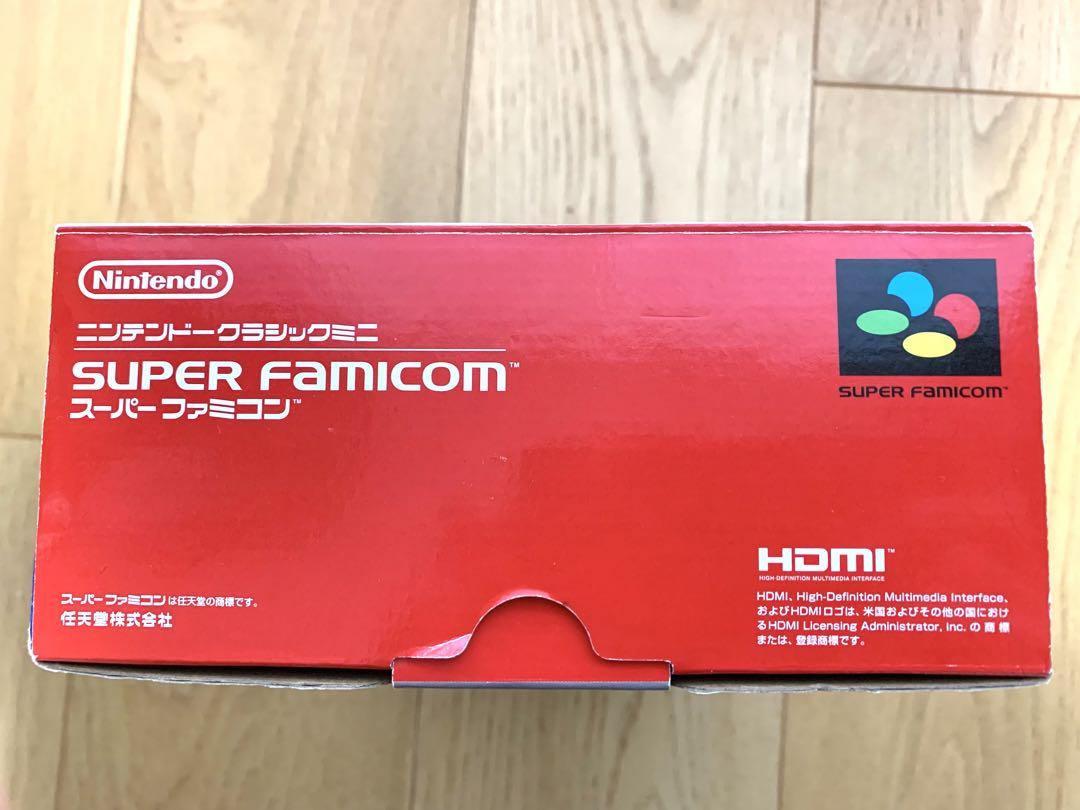 Nintendo®
ニンテンドークラシックミニ
SUPER FAMICOM™
スーパーファミコン™
SUPER FAMICOM™
HDMI™
HIGH-DEFINITION MULTIMEDIA INTERFACE
HDMI、High-Definition Multimedia Interface、
およびHDMIロゴは、米国およびその他の国におけ
るHDMI Licensing Administrator, Inc. の商標
または、登録商標です。
スーパーファミコンは任天堂の商標です。
任天堂株式会社